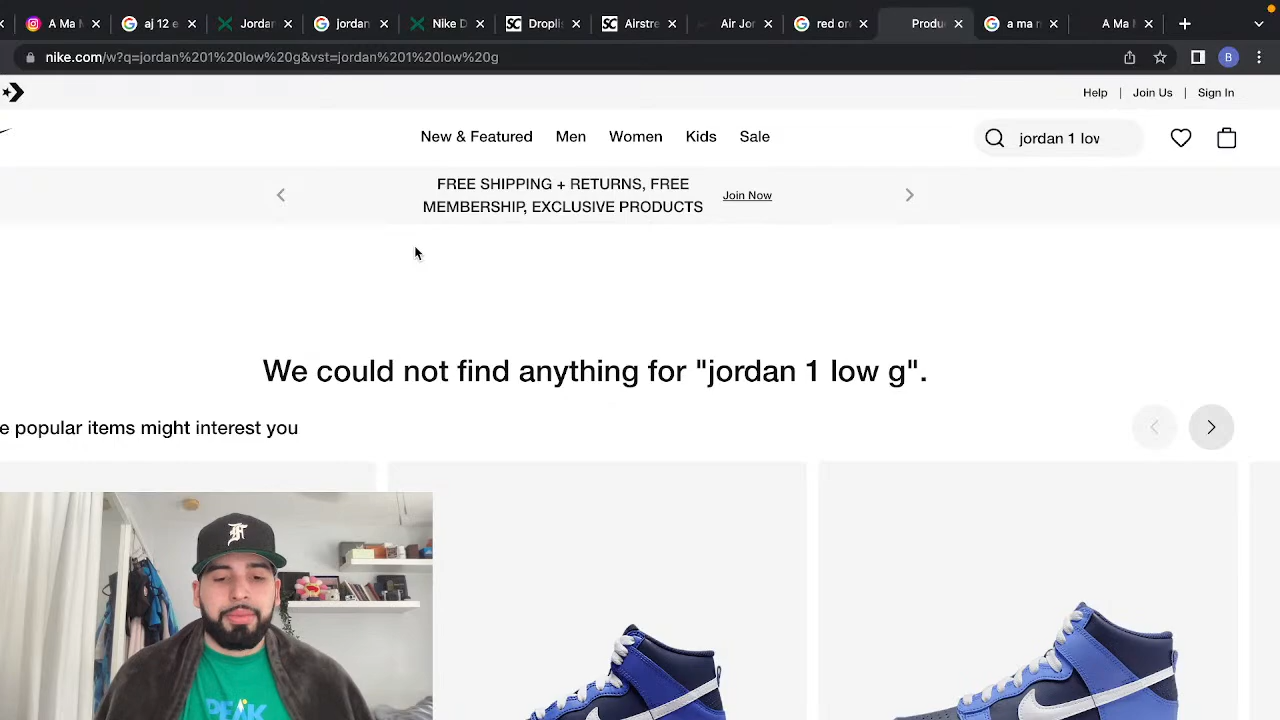 A Ma M
aj 12 e
Jordan
jordan
Nike D
SC Droplis
SC Airstre
Air Jor
red or
Produ
a ma m
A Ma M
nike.com/w?q=jordan%201%20low%20g&vst=jordan%201%20low%20g
B
Help | Join Us | Sign In
New & Featured Men Women Kids Sale
jordan 1 low
FREE SHIPPING + RETURNS, FREE
MEMBERSHIP, EXCLUSIVE PRODUCTS
Join Now
We could not find anything for "jordan 1 low g".
e popular items might interest you
PEAK